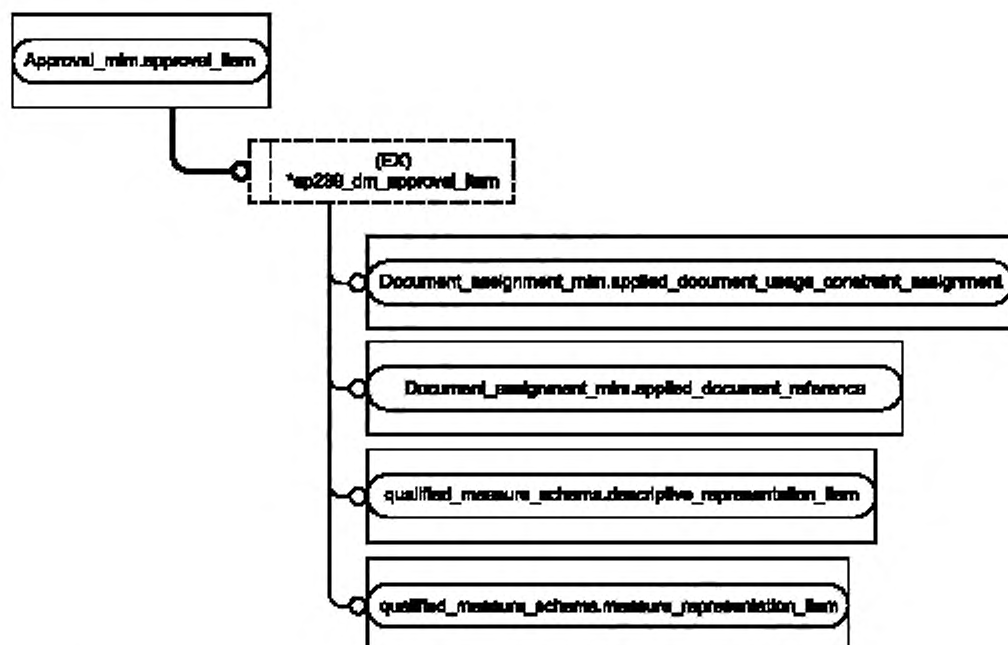 Approval_mim.approval_item
(EX)
*ap239_dm_approval_item
Document_assignment_mim.applied_document_usage_constraint_assignment
Document_assignment_mim.applied_document_reference
qualified_measure_schema.descriptive_representation_item
qualified_measure_schema.measure_representation_item